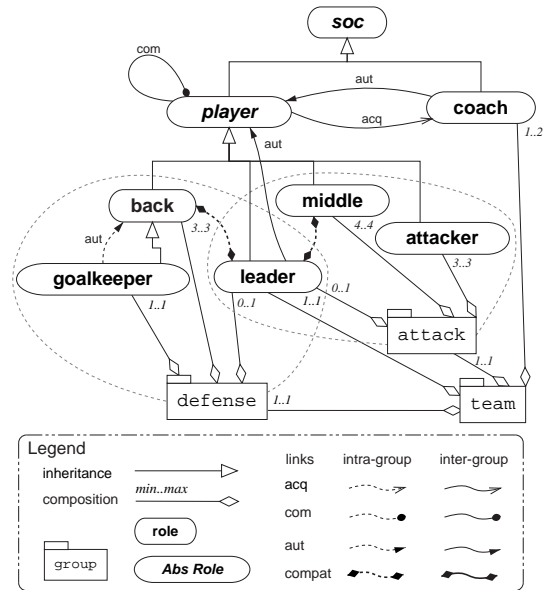 soc
com
aut
player
coach
acq
1..2
aut
middle
back
4..4
3..3
attacker
aut
goalkeeper
leader
3..3
1..1
0..1
1..1
0..1
attack
1..1
defense
1..1
team
Legend
inheritance
links
intra-group
inter-group
min..max
composition
acq
com
role
aut
group
Abs Role
compat